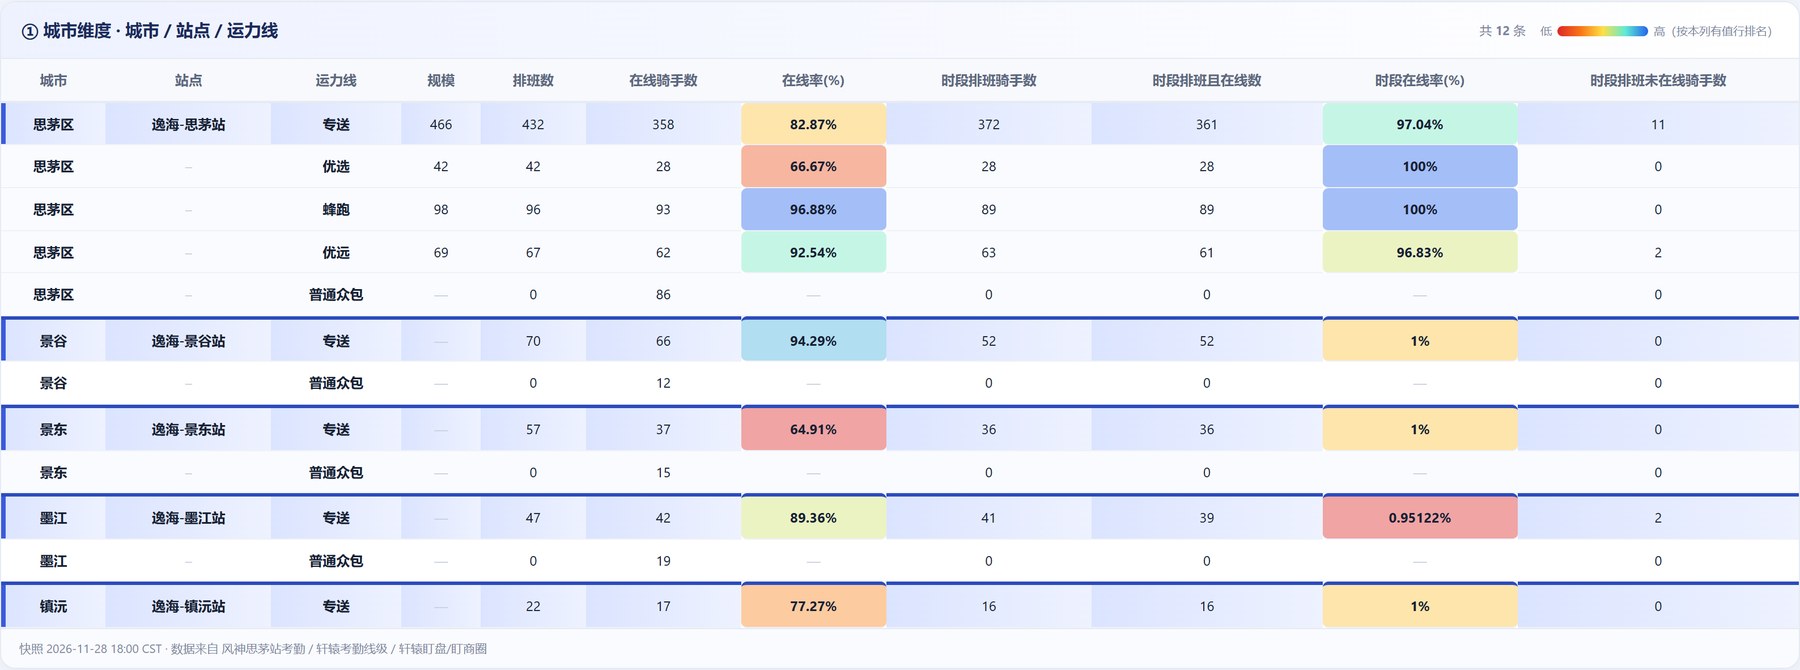 ① 城市维度 · 城市 / 站点 / 运力线 共 12 条 低 高 (按本列有值行排名)
城市 站点 运力线 规模 排班数 在线骑手数 在线率(%) 时段排班骑手数 时段排班且在线数 时段在线率(%) 时段排班未在线骑手数
思茅区 逸海-思茅站 专送 466 432 358 82.87% 372 361 97.04% 11
思茅区 – 优选 42 42 28 66.67% 28 28 100% 0
思茅区 – 蜂跑 98 96 93 96.88% 89 89 100% 0
思茅区 – 优远 69 67 62 92.54% 63 61 96.83% 2
思茅区 – 普通众包 — 0 86 — 0 0 — 0
景谷 逸海-景谷站 专送 — 70 66 94.29% 52 52 1% 0
景谷 – 普通众包 — 0 12 — 0 0 — 0
景东 逸海-景东站 专送 — 57 37 64.91% 36 36 1% 0
景东 – 普通众包 — 0 15 — 0 0 — 0
墨江 逸海-墨江站 专送 — 47 42 89.36% 41 39 0.95122% 2
墨江 – 普通众包 — 0 19 — 0 0 — 0
镇沅 逸海-镇沅站 专送 — 22 17 77.27% 16 16 1% 0
快照 2026-11-28 18:00 CST · 数据来自 风神思茅站考勤 / 轩辕考勤线级 / 轩辕盯盘/盯商圈